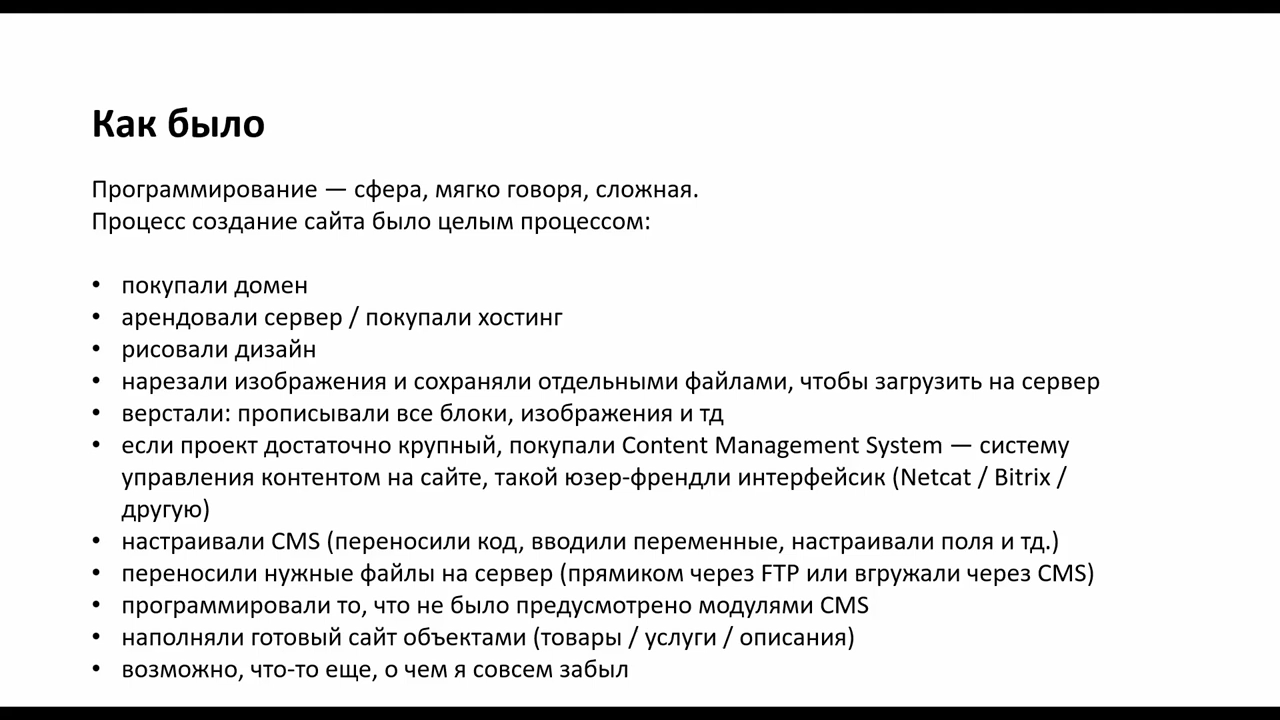 Как было
Программирование — сфера, мягко говоря, сложная.
Процесс создание сайта было целым процессом:
• покупали домен
• арендовали сервер / покупали хостинг
• рисовали дизайн
• нарезали изображения и сохраняли отдельными файлами, чтобы загрузить на сервер
• верстали: прописывали все блоки, изображения и тд
• если проект достаточно крупный, покупали Content Management System — систему
управления контентом на сайте, такой юзер-френдли интерфейсик (Netcat / Bitrix /
другую)
• настраивали CMS (переносили код, вводили переменные, настраивали поля и тд.)
• переносили нужные файлы на сервер (прямиком через FTP или вгружали через CMS)
• программировали то, что не было предусмотрено модулями CMS
• наполняли готовый сайт объектами (товары / услуги / описания)
• возможно, что-то еще, о чем я совсем забыл